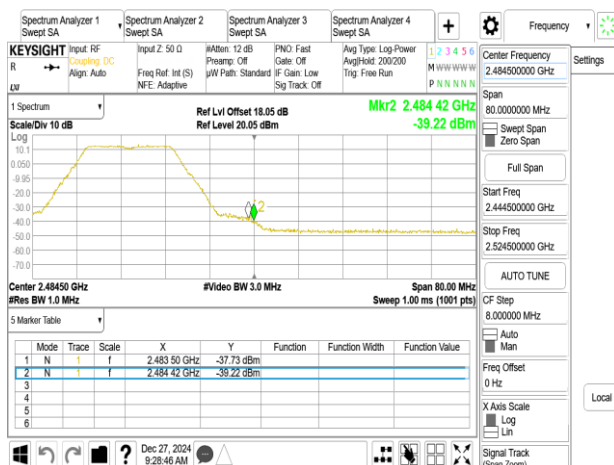 Spectrum Analyzer 1
Swept SA
Spectrum Analyzer 2
Swept SA
Spectrum Analyzer 3
Swept SA
Spectrum Analyzer 4
Swept SA
+
Frequency
KEYSIGHT
R
LXI
Input: RF
Coupling: DC
Align: Auto
Input Z: 50 Ω
Freq Ref: Int (S)
NFE: Adaptive
#Atten: 12 dB
Preamp: Off
µW Path: Standard
PNO: Fast
Gate: Off
IF Gain: Low
Sig Track: Off
Avg Type: Log-Power
Avg|Hold: 200/200
Trig: Free Run
1 2 3 4 5 6
M W W W W W
P N N N N N
1 Spectrum
Scale/Div 10 dB
Ref Lvl Offset 18.05 dB
Ref Level 20.05 dBm
Mkr2 2.484 42 GHz
-39.22 dBm
Log
10.1
0.050
-9.95
-20.0
-30.0
-40.0
-50.0
-60.0
-70.0
2
Center 2.48450 GHz
#Res BW 1.0 MHz
#Video BW 3.0 MHz
Span 80.00 MHz
Sweep 1.00 ms (1001 pts)
5 Marker Table
Mode Trace Scale X Y Function Function Width Function Value
1 N 1 f 2.483 50 GHz -37.73 dBm
2 N 1 f 2.484 42 GHz -39.22 dBm
3
4
5
6
?
Dec 27, 2024
9:28:46 AM
Center Frequency
2.484500000 GHz
Settings
Span
80.0000000 MHz
Swept Span
Zero Span
Full Span
Start Freq
2.444500000 GHz
Stop Freq
2.524500000 GHz
AUTO TUNE
CF Step
8.000000 MHz
Auto
Man
Freq Offset
0 Hz
Local
X Axis Scale
Log
Lin
Signal Track
(Span Zoom)